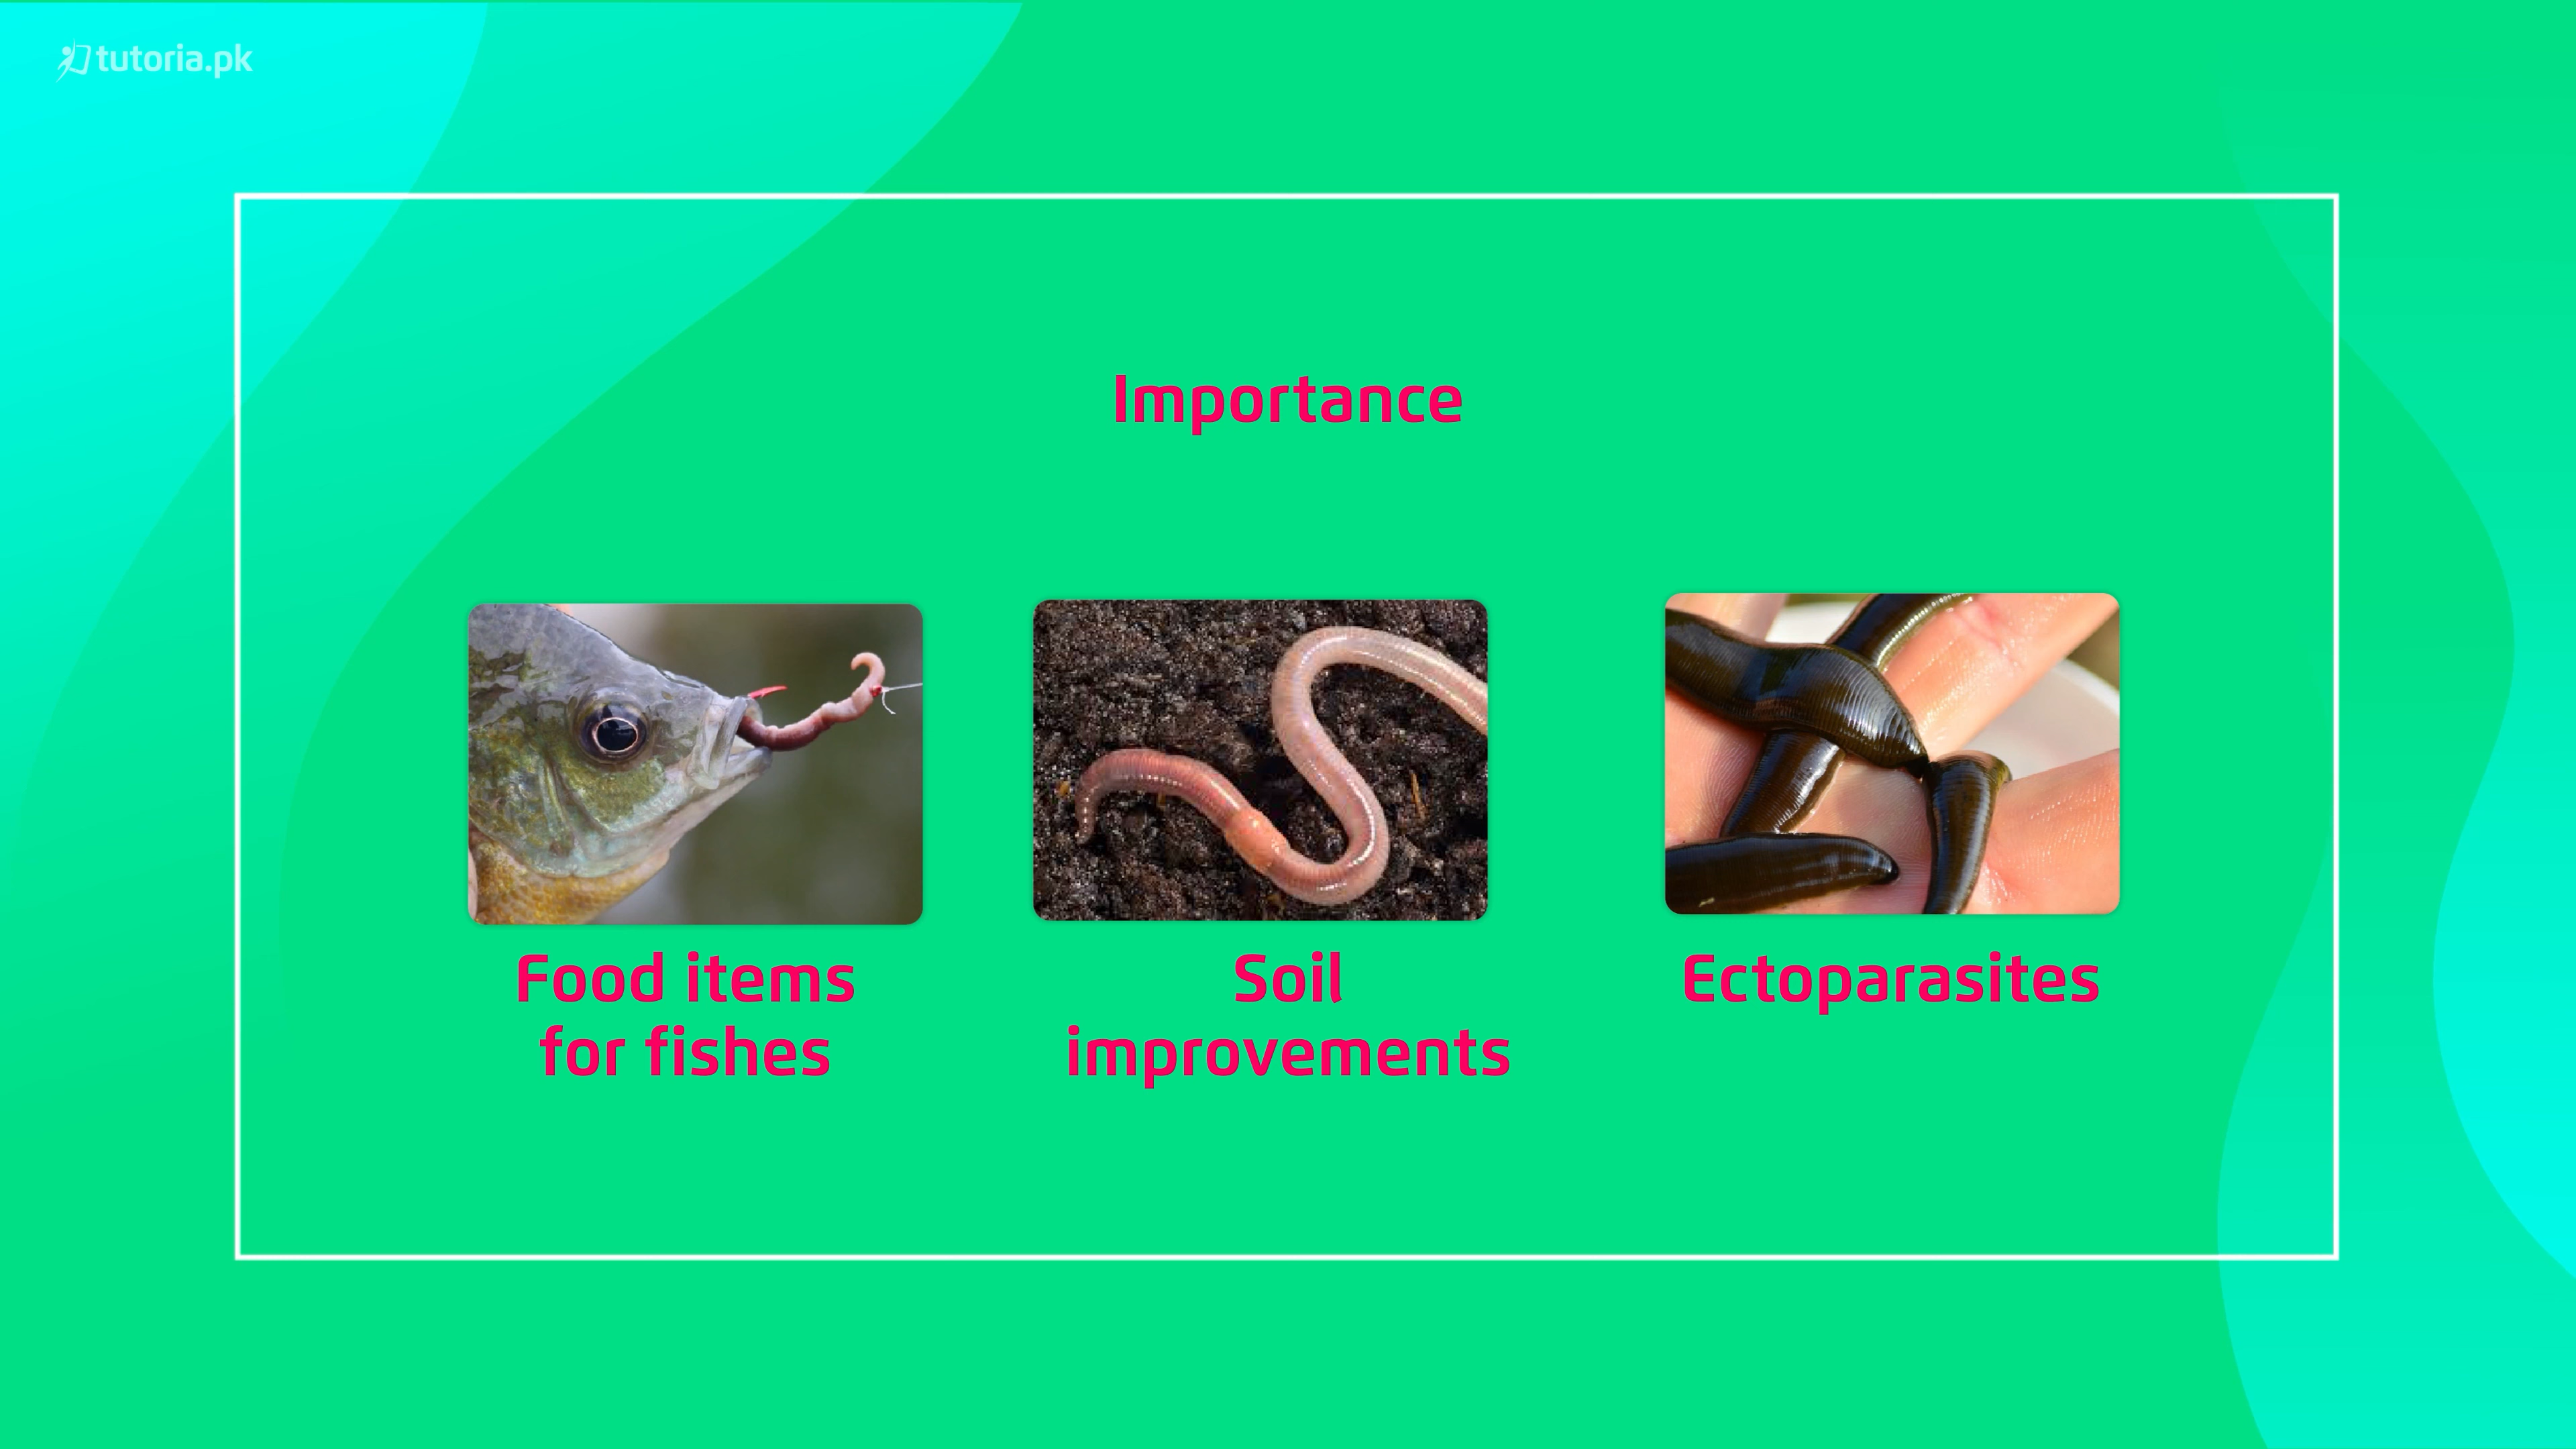 tutoria.pk
Importance
Food items
for fishes
Soil
improvements
Ectoparasites